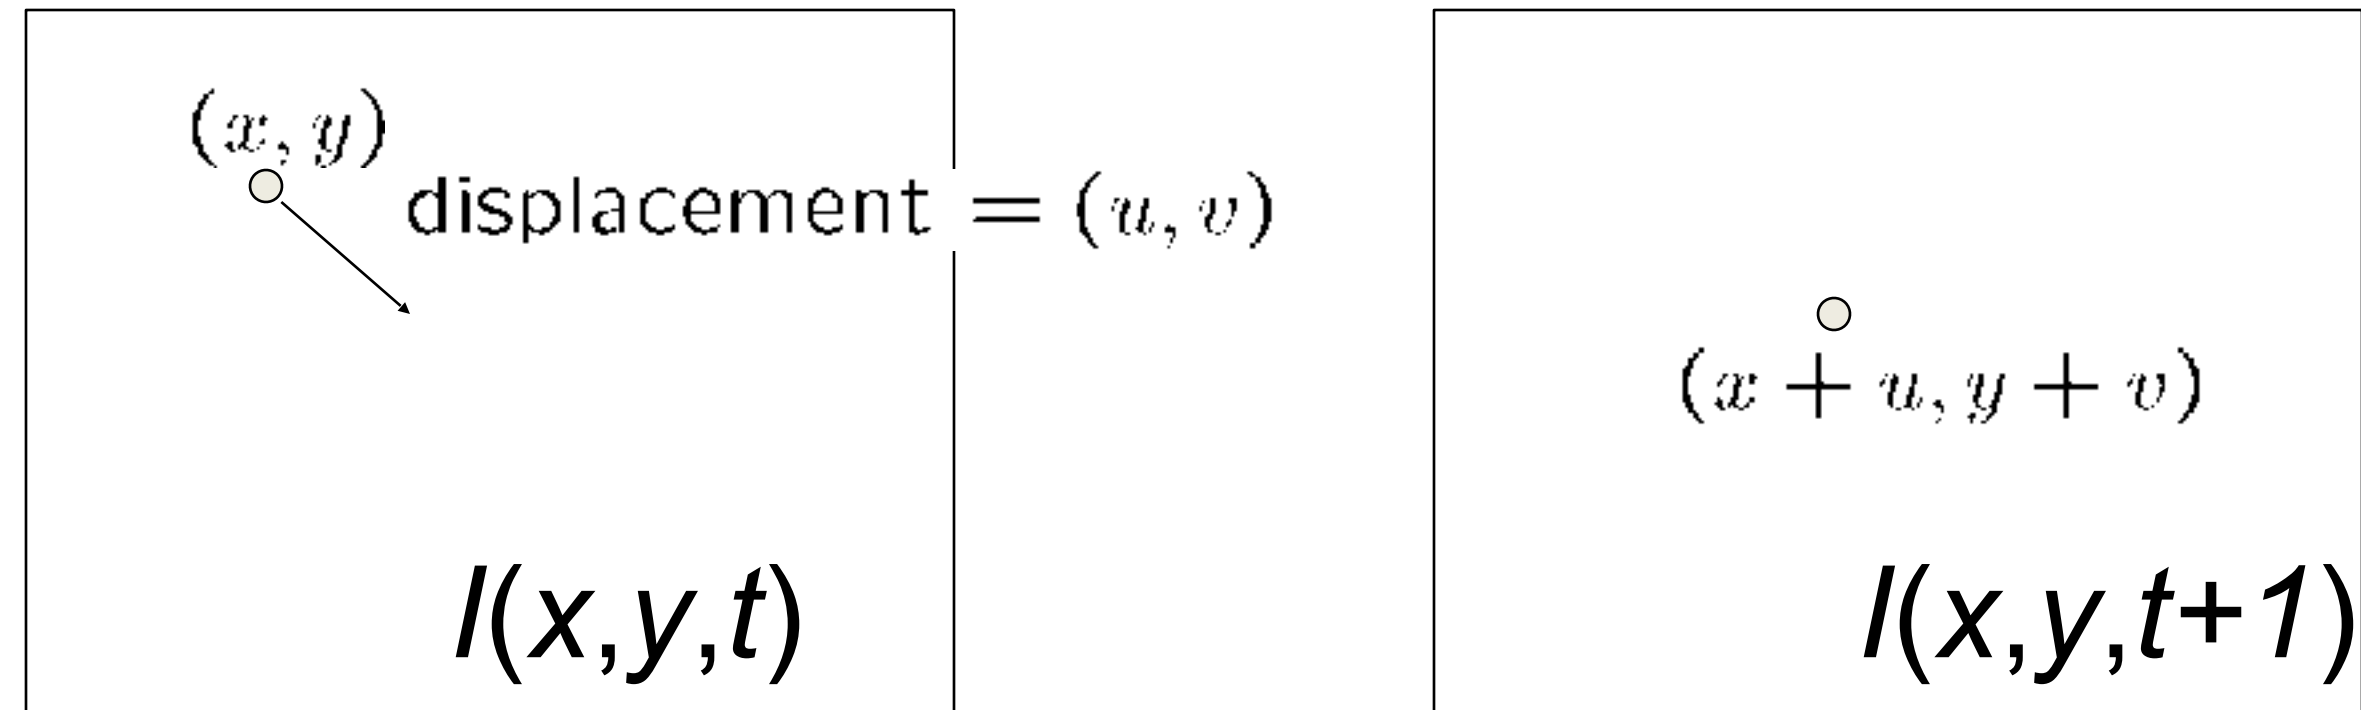 (x, y)
displacement = (u, v)
(x + u, y + v)
I(x,y,t)
I(x,y,t+1)